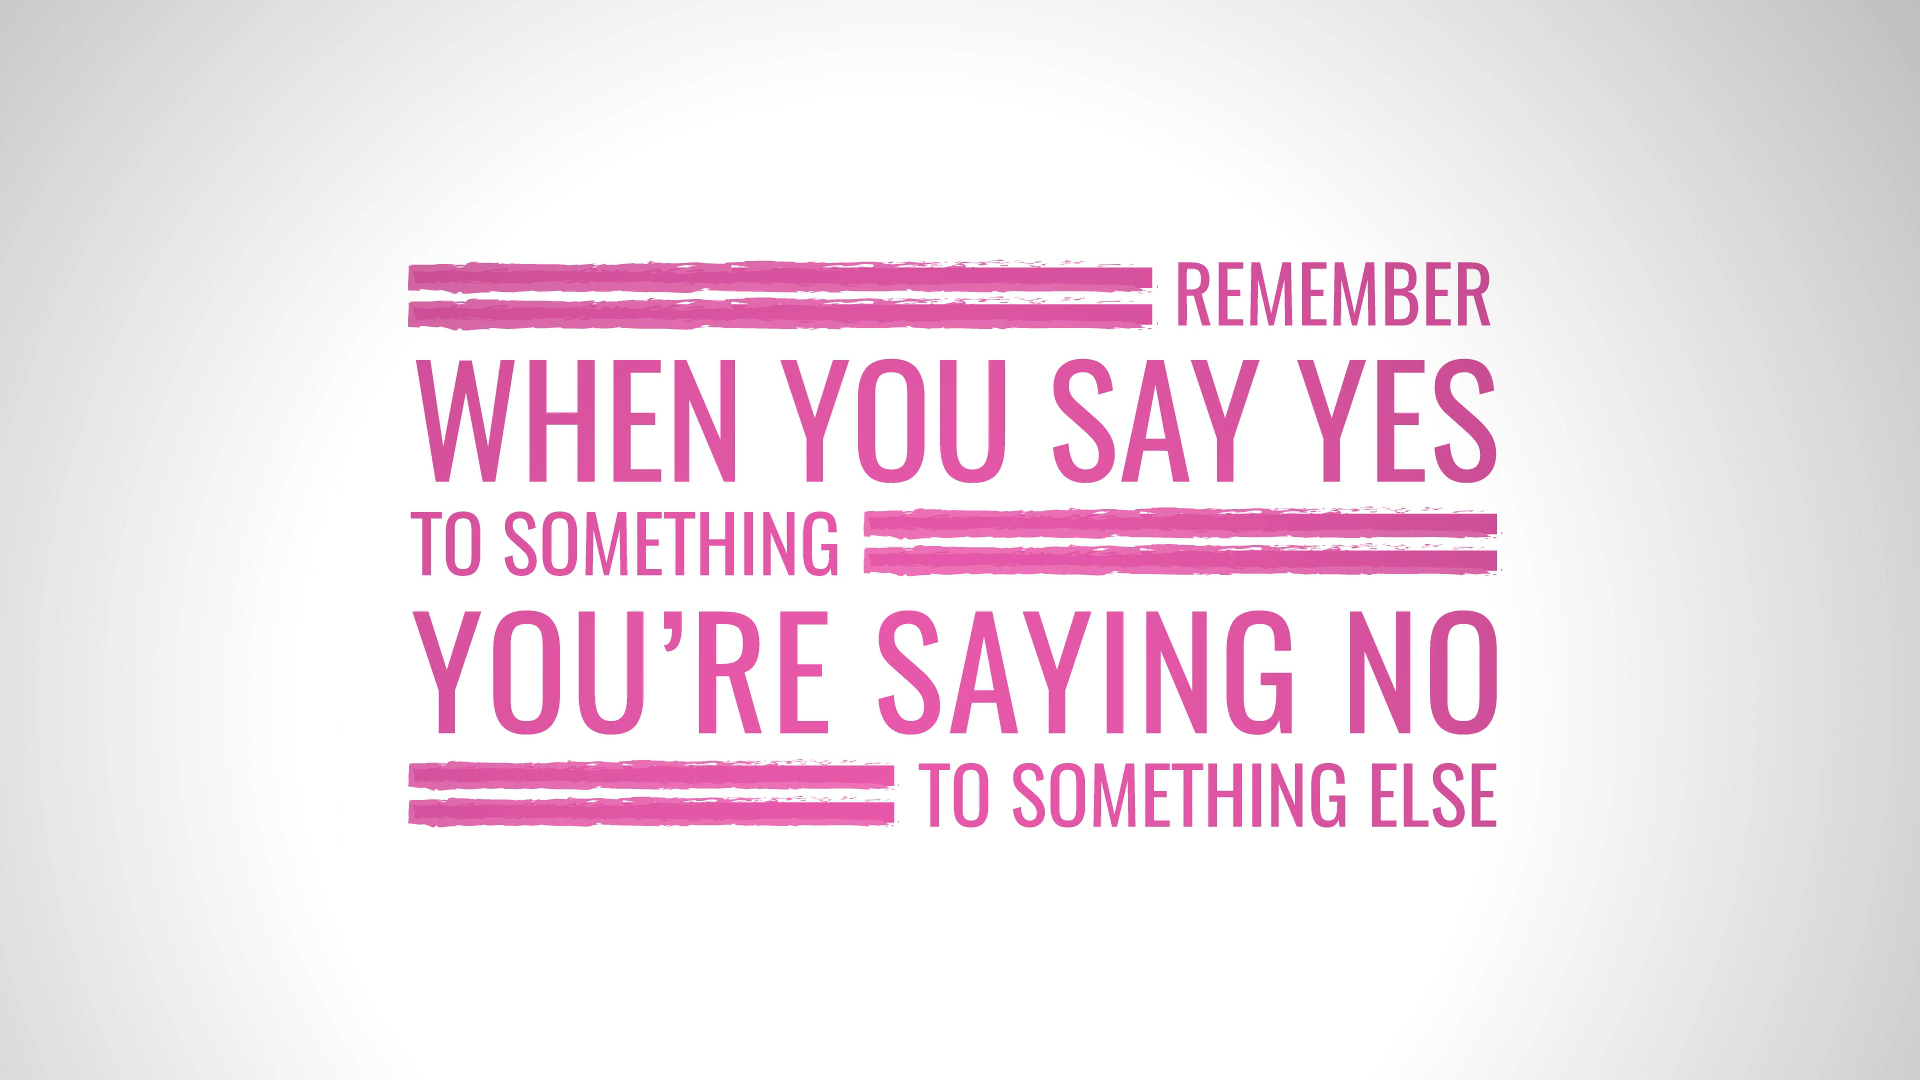 REMEMBER
WHEN YOU SAY YES
TO SOMETHING
YOU’RE SAYING NO
TO SOMETHING ELSE